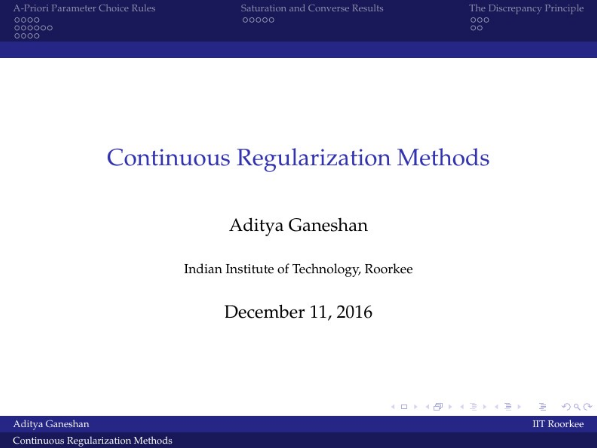 A-Priori Parameter Choice Rules Saturation and Converse Results The Discrepancy Principle
Continuous Regularization Methods
Aditya Ganeshan
Indian Institute of Technology, Roorkee
December 11, 2016
Aditya Ganeshan IIT Roorkee
Continuous Regularization Methods